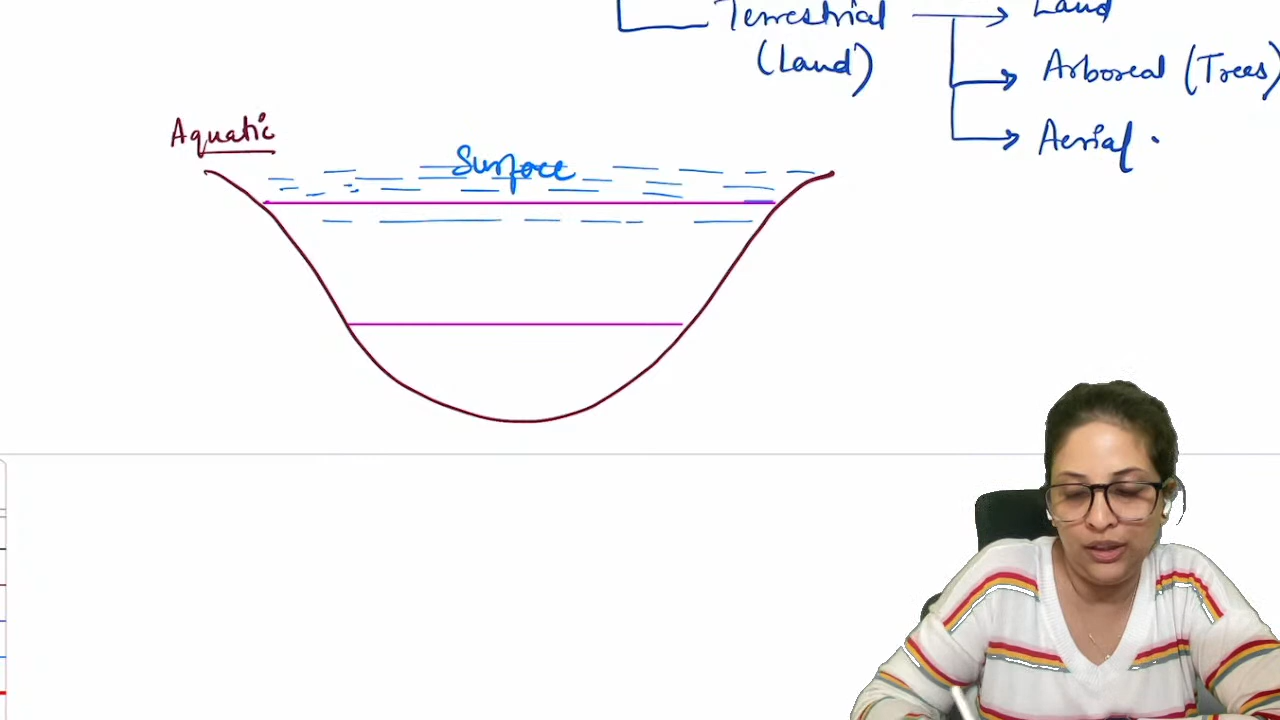 Terrestrial
(Land)
Land
Arboreal (Trees)
Aerial
Aquatic
Surface